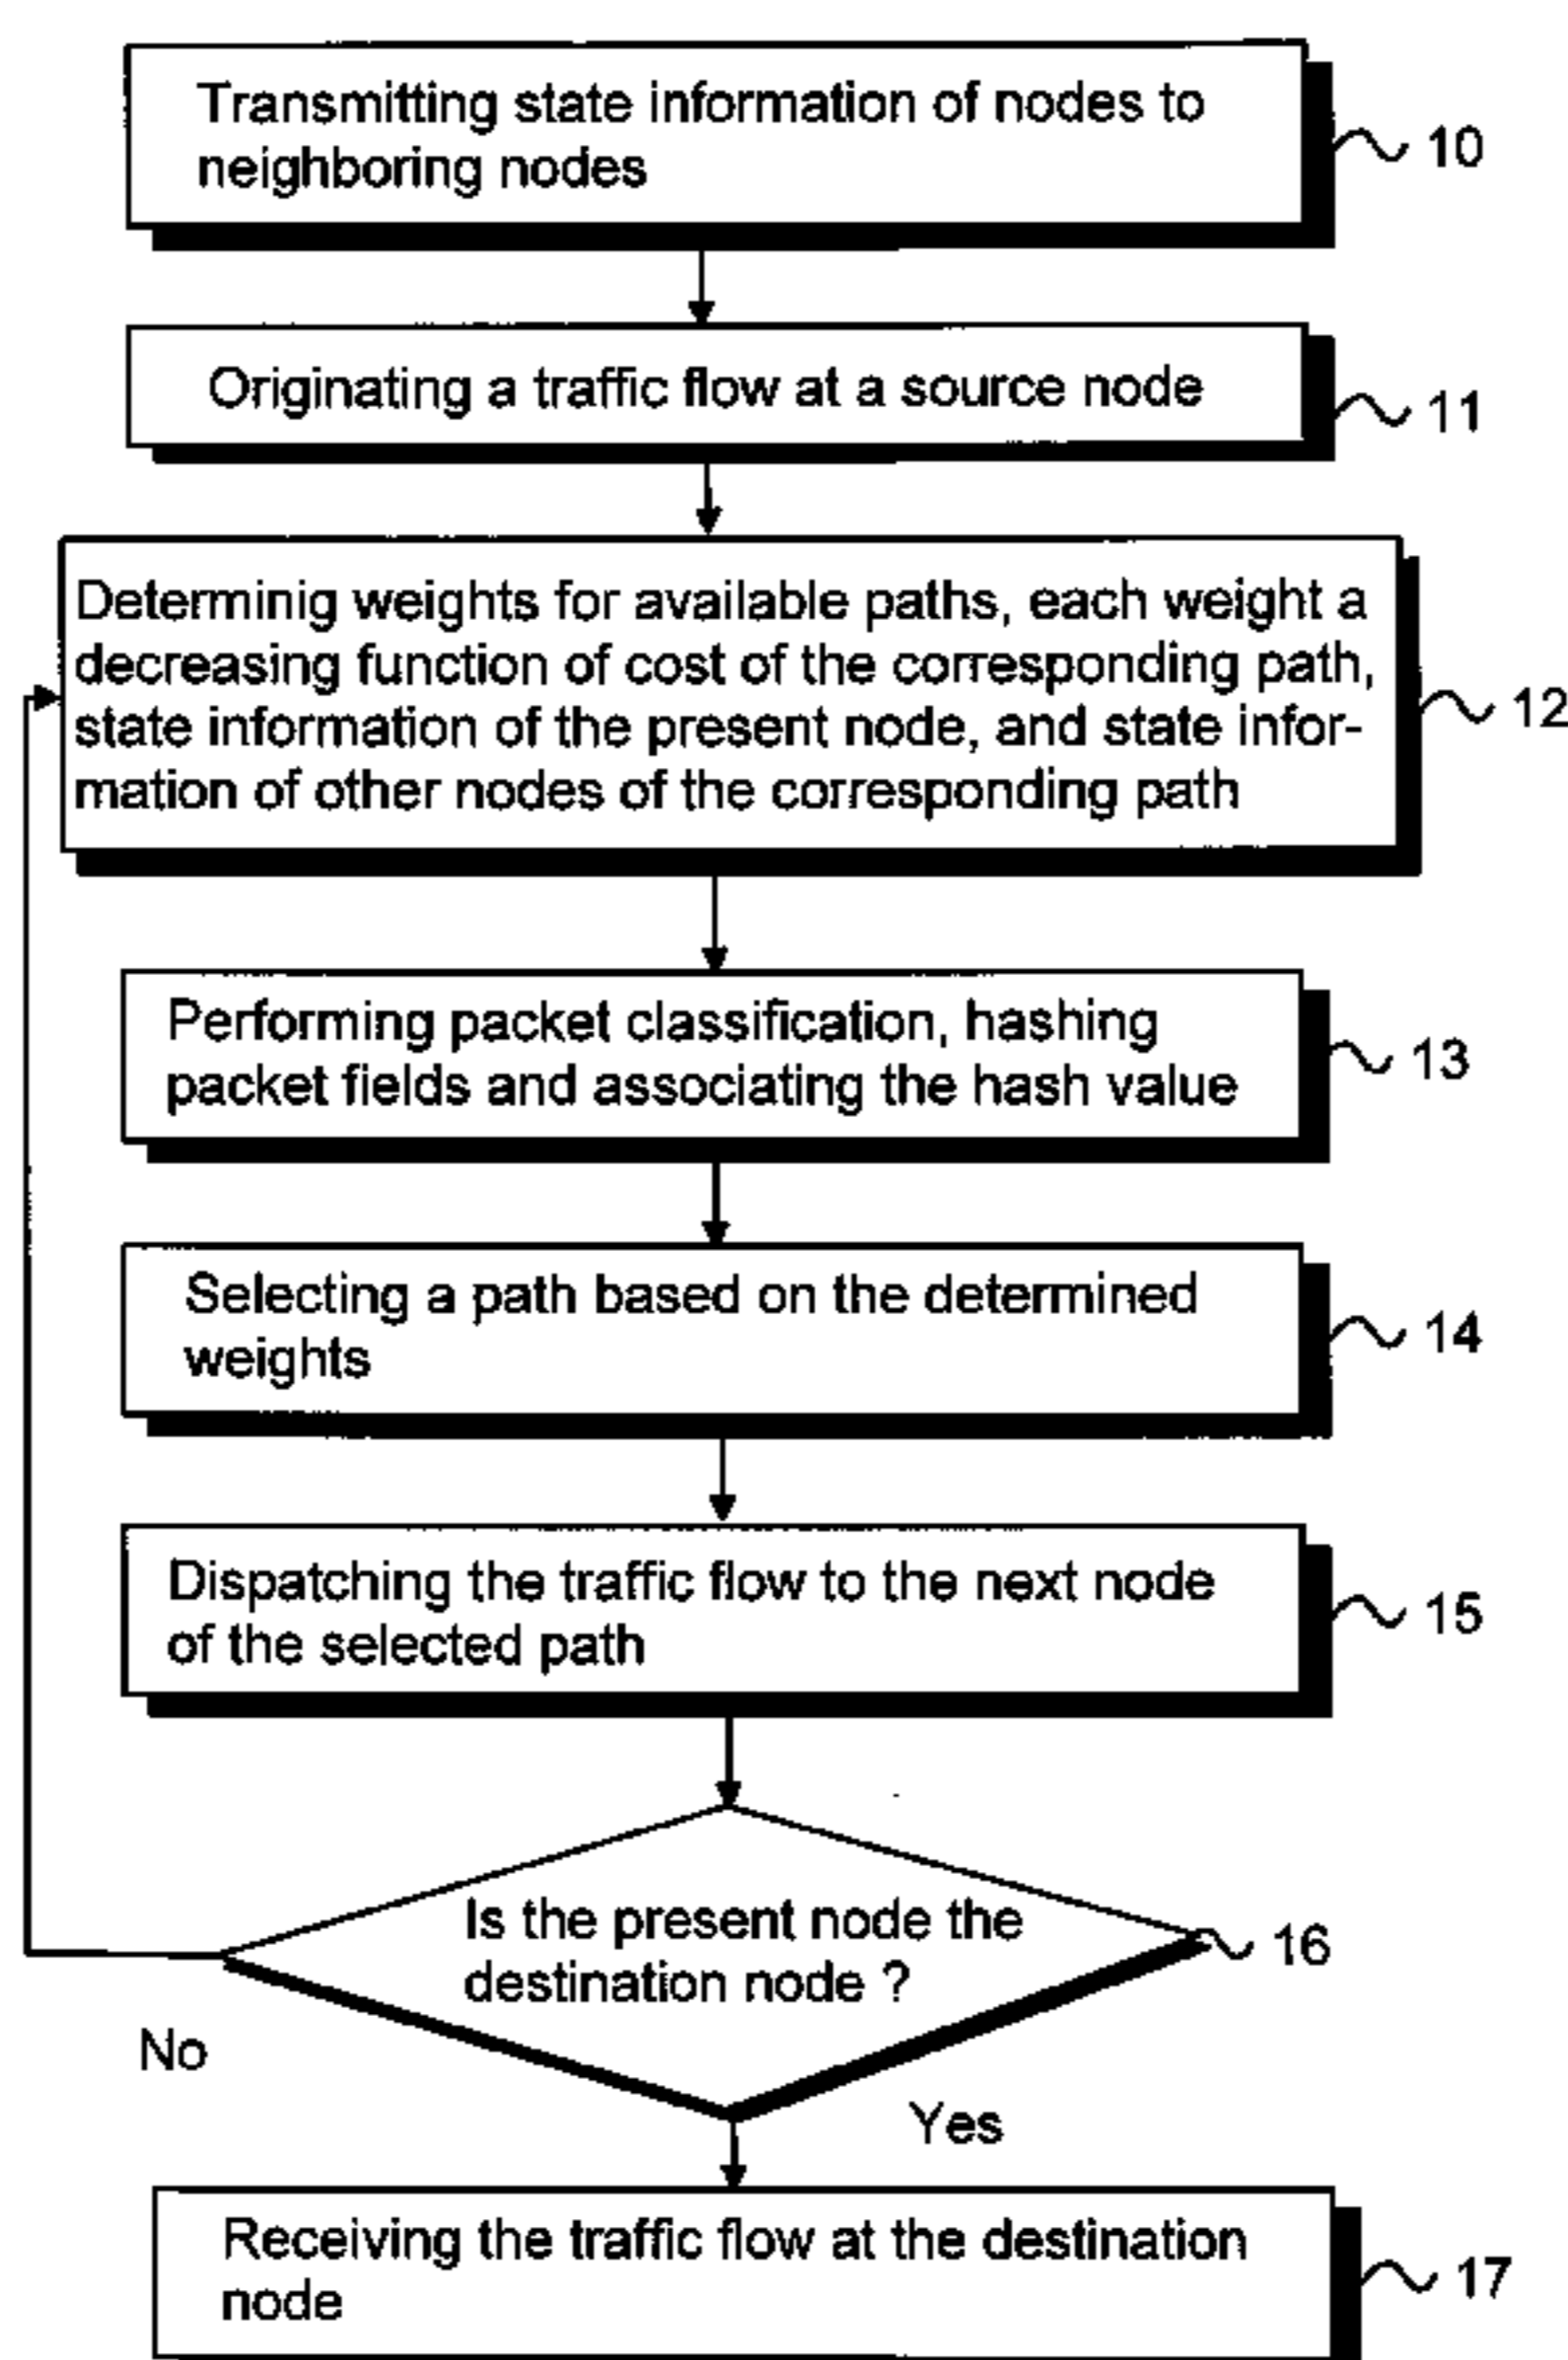 Transmitting state information of nodes to
neighboring nodes
10
Originating a traffic flow at a source node
11
Determinig weights for available paths, each weight a
decreasing function of cost of the corresponding path,
state information of the present node, and state infor-
mation of other nodes of the corresponding path
12
Performing packet classification, hashing
packet fields and associating the hash value
13
Selecting a path based on the determined
weights
14
Dispatching the traffic flow to the next node
of the selected path
15
Is the present node the
destination node ?
16
No
Yes
Receiving the traffic flow at the destination
node
17